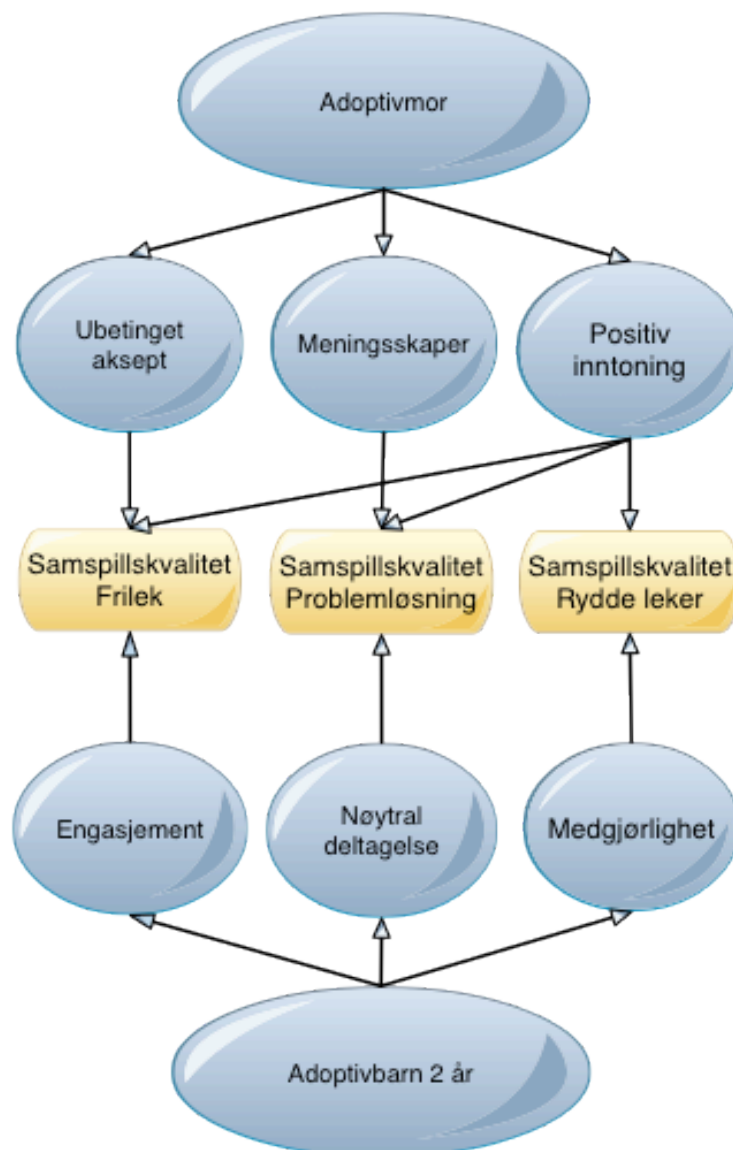 Adoptivmor
Ubetinget
aksept
Meningsskaper
Positiv
inntoning
Samspillskvalitet
Frilek
Samspillskvalitet
Problemløsning
Samspillskvalitet
Rydde leker
Engasjement
Nøytral
deltagelse
Medgjørlighet
Adoptivbarn 2 år